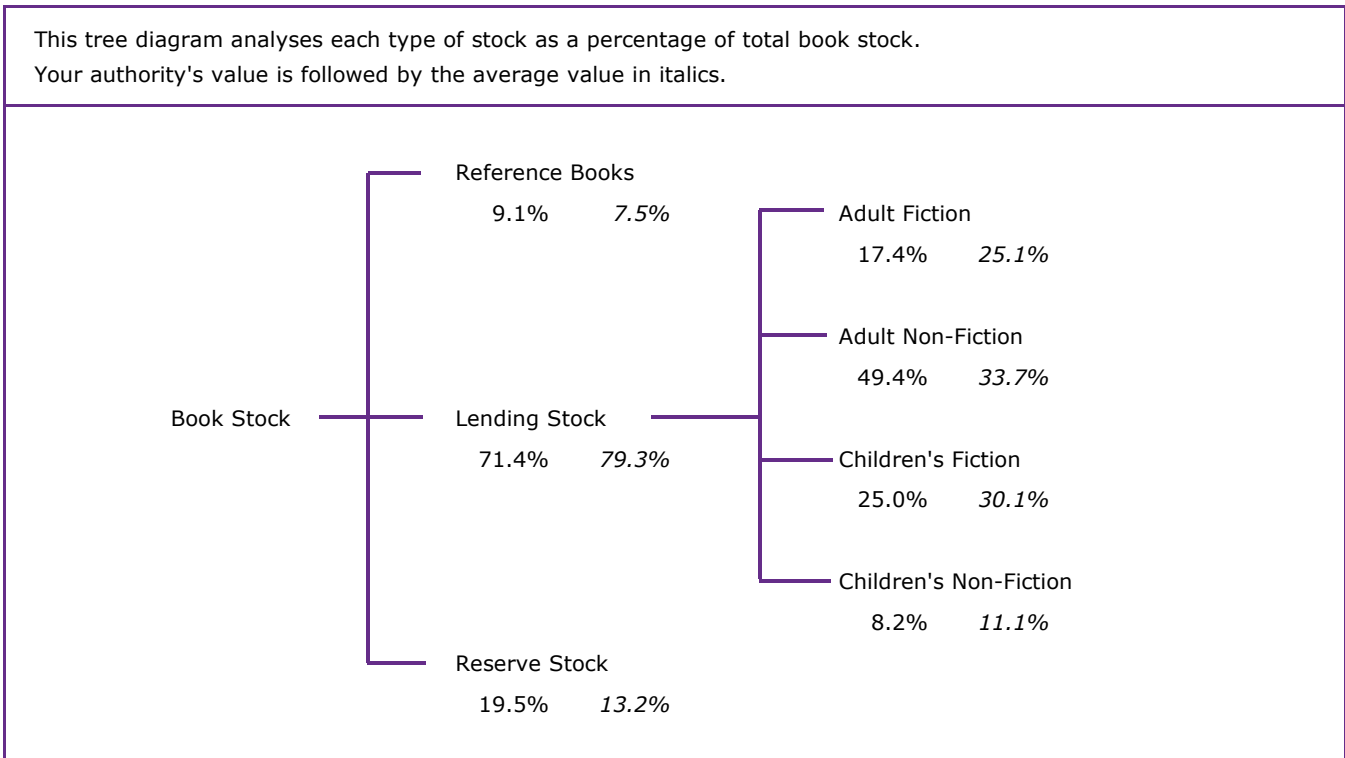 This tree diagram analyses each type of stock as a percentage of total book stock.
Your authority's value is followed by the average value in italics.
Reference Books
9.1% 7.5%
Adult Fiction
17.4% 25.1%
Adult Non-Fiction
49.4% 33.7%
Book Stock
Lending Stock
71.4% 79.3%
Children's Fiction
25.0% 30.1%
Children's Non-Fiction
8.2% 11.1%
Reserve Stock
19.5% 13.2%